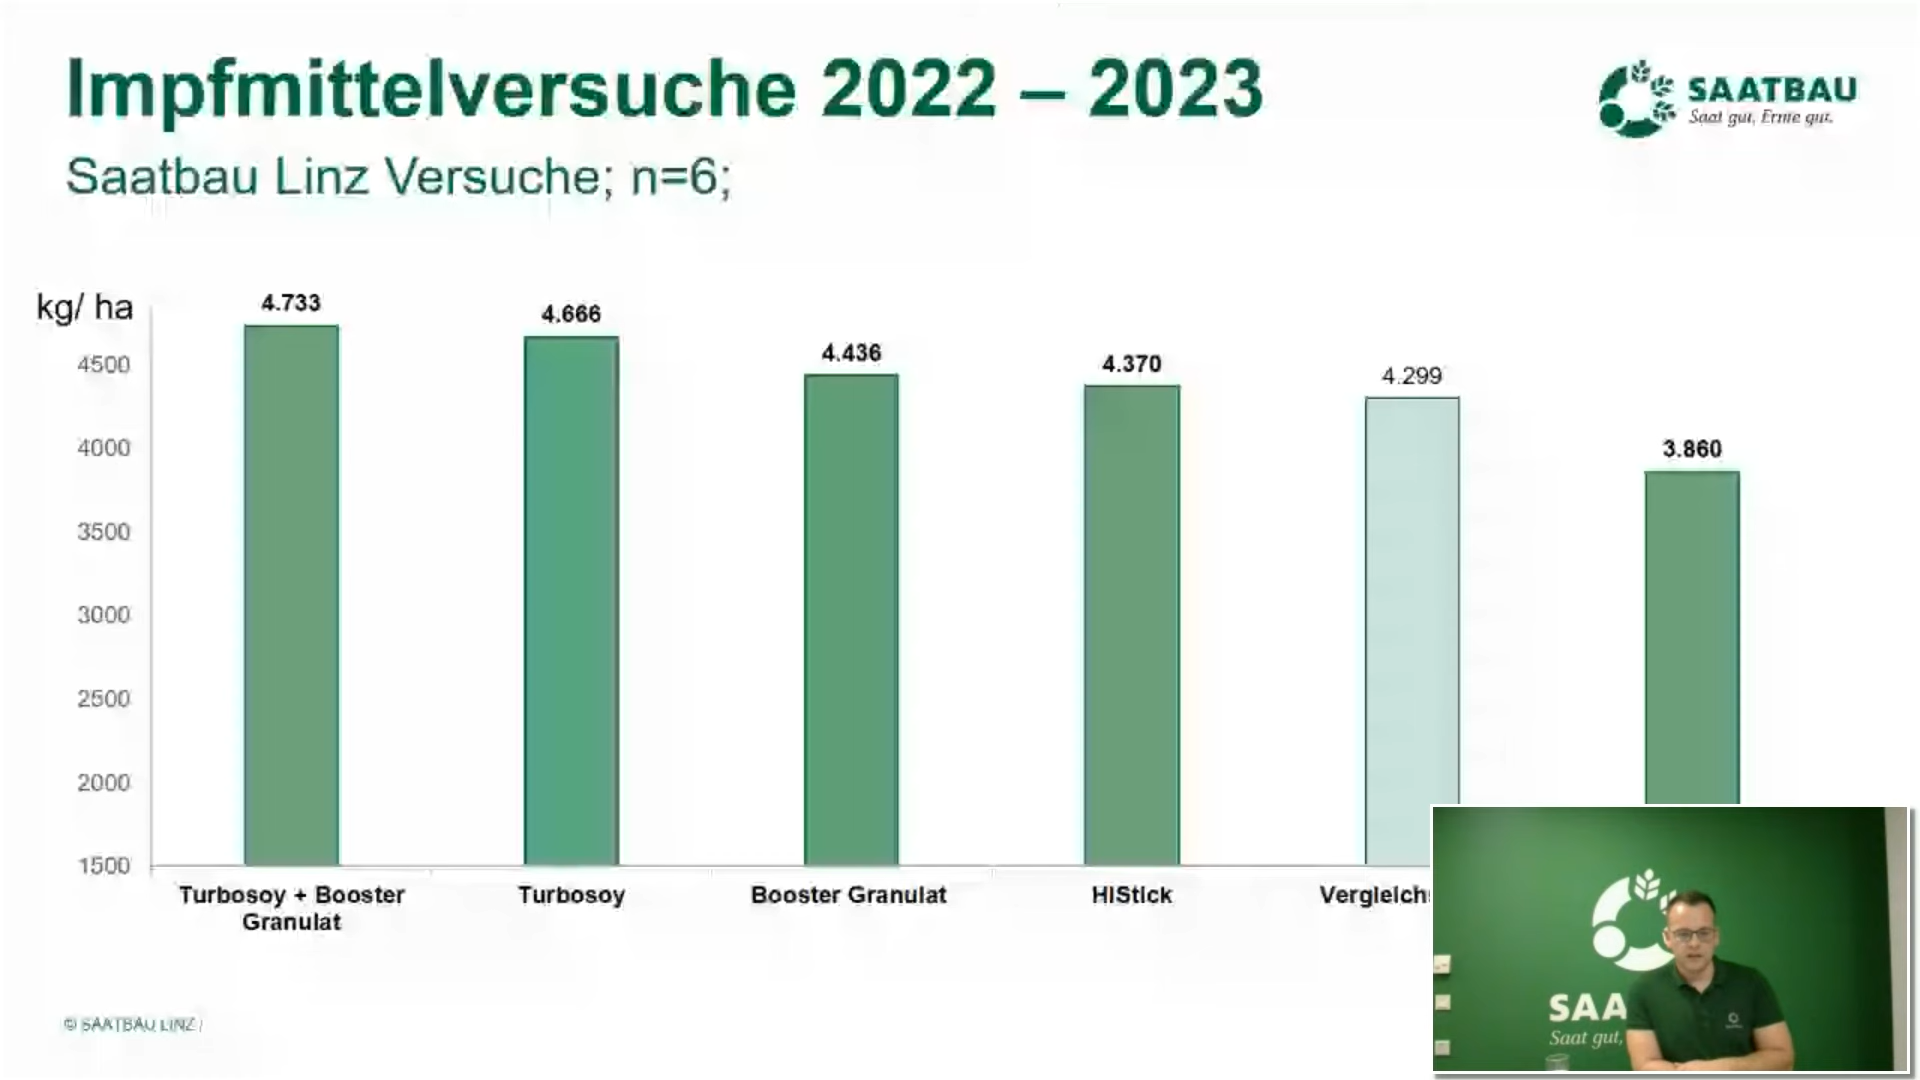 Impfmittelversuche 2022 – 2023
SAATBAU
Saat gut, Ernte gut.
Saatbau Linz Versuche; n=6;
kg/ ha
4.733
4.666
4.436
4.370
4.299
3.860
4500
4000
3500
3000
2500
2000
1500
Turbosoy + Booster
Granulat
Turbosoy
Booster Granulat
HiStick
© SAATBAU LINZ /
SAA
Saat gut,